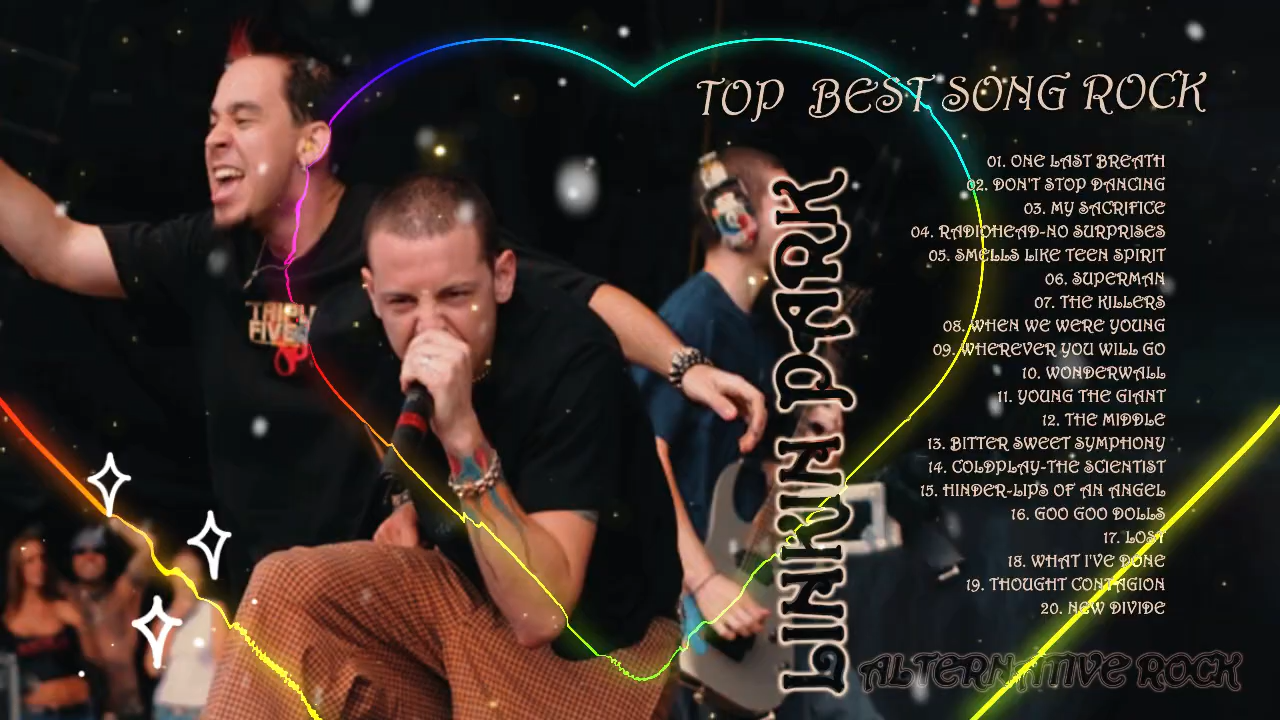 TOP BEST SONG ROCK
01. ONE LAST BREATH
02. DON'T STOP DANCING
03. MY SACRIFICE
04. RADIOHEAD-NO SURPRISES
05. SMELLS LIKE TEEN SPIRIT
06. SUPERMAN
07. THE KILLERS
08. WHEN WE WERE YOUNG
09. WHEREVER YOU WILL GO
10. WONDERWALL
11. YOUNG THE GIANT
12. THE MIDDLE
13. BITTER SWEET SYMPHONY
14. COLDPLAY-THE SCIENTIST
15. HINDER-LIPS OF AN ANGEL
16. GOO GOO DOLLS
17. LOST
18. WHAT I'VE DONE
19. THOUGHT CONTAGION
20. NEW DIVIDE
LINKIN PARK
ALTERNATIVE ROCK
TRIPLE
FIVE